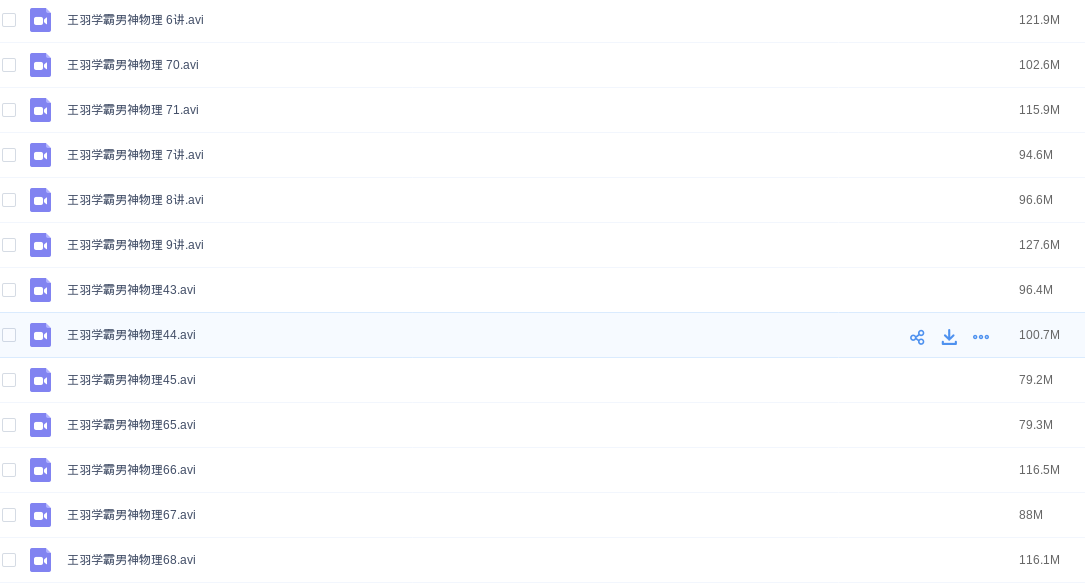 王羽学霸男神物理 6讲.avi 121.9M
王羽学霸男神物理 70.avi 102.6M
王羽学霸男神物理 71.avi 115.9M
王羽学霸男神物理 7讲.avi 94.6M
王羽学霸男神物理 8讲.avi 96.6M
王羽学霸男神物理 9讲.avi 127.6M
王羽学霸男神物理43.avi 96.4M
王羽学霸男神物理44.avi 100.7M
王羽学霸男神物理45.avi 79.2M
王羽学霸男神物理65.avi 79.3M
王羽学霸男神物理66.avi 116.5M
王羽学霸男神物理67.avi 88M
王羽学霸男神物理68.avi 116.1M